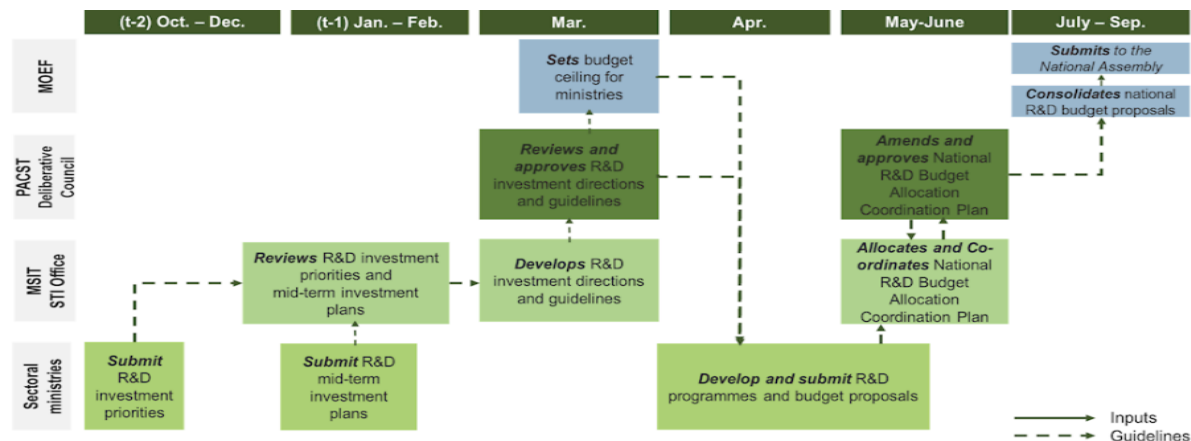 (t-2) Oct. – Dec.
(t-1) Jan. – Feb.
Mar.
Apr.
May-June
July – Sep.
MOEF
Sets budget
ceiling for
ministries
Submits to the
National Assembly
Consolidates national
R&D budget proposals
PACST
Deliberative
Council
Reviews and
approves R&D
investment directions
and guidelines
Amends and
approves National
R&D Budget
Allocation
Coordination Plan
MSIT
STI Office
Reviews R&D investment
priorities and
mid-term investment
plans
Develops R&D
investment directions
and guidelines
Allocates and Co-
ordinates National
R&D Budget
Allocation
Coordination Plan
Sectoral
ministries
Submit
R&D
investment
priorities
Submit R&D
mid-term
investment
plans
Develop and submit R&D
programmes and budget proposals
Inputs
Guidelines